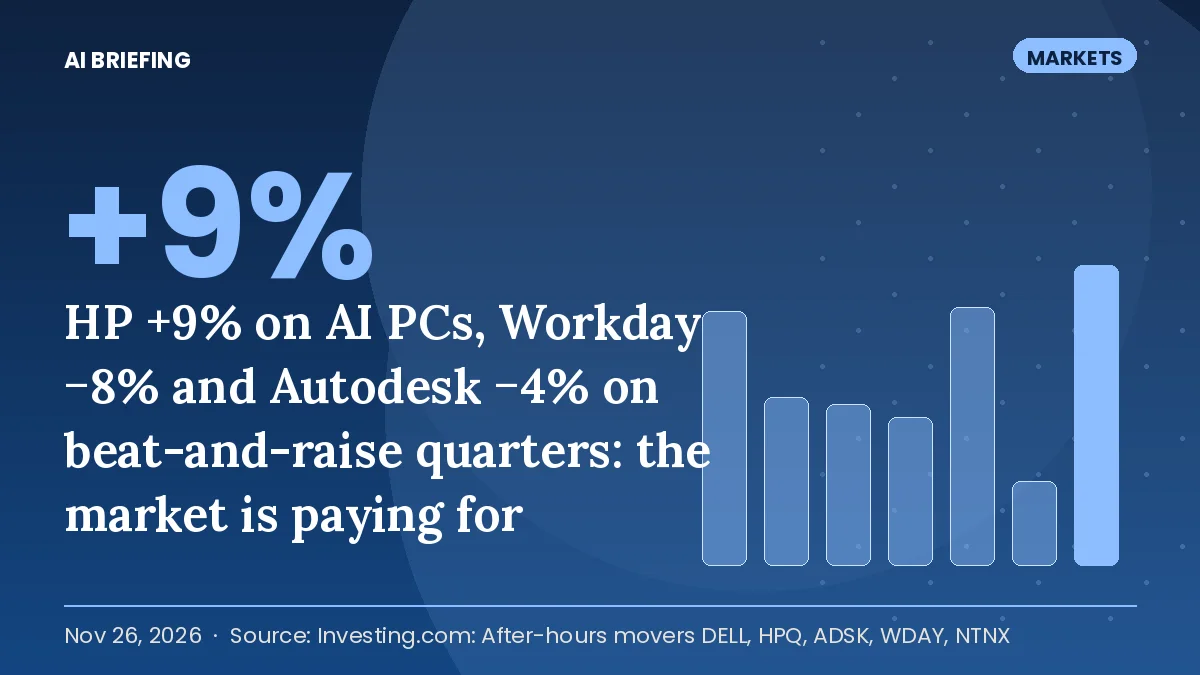 AI BRIEFING
MARKETS
+9%
HP +9% on AI PCs, Workday
−8% and Autodesk −4% on
beat-and-raise quarters: the
market is paying for
Nov 26, 2026 · Source: Investing.com: After-hours movers DELL, HPQ, ADSK, WDAY, NTNX